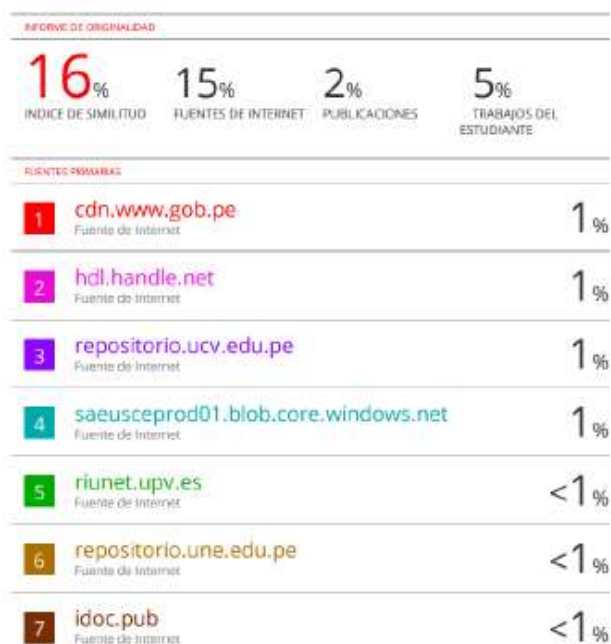 INFORME DE ORIGINALIDAD
16%
15%
2%
5%
INDICE DE SIMILITUD
FUENTES DE INTERNET
PUBLICACIONES
TRABAJOS DEL
ESTUDIANTE
FUENTES PRIMARIAS
1
cdn.www.gob.pe
Fuente de Internet
1%
2
hdl.handle.net
Fuente de Internet
1%
3
repositorio.ucv.edu.pe
Fuente de Internet
1%
4
saeusceprod01.blob.core.windows.net
Fuente de Internet
1%
5
riunet.upv.es
Fuente de Internet
<1%
6
repositorio.une.edu.pe
Fuente de Internet
<1%
7
idoc.pub
Fuente de Internet
<1%